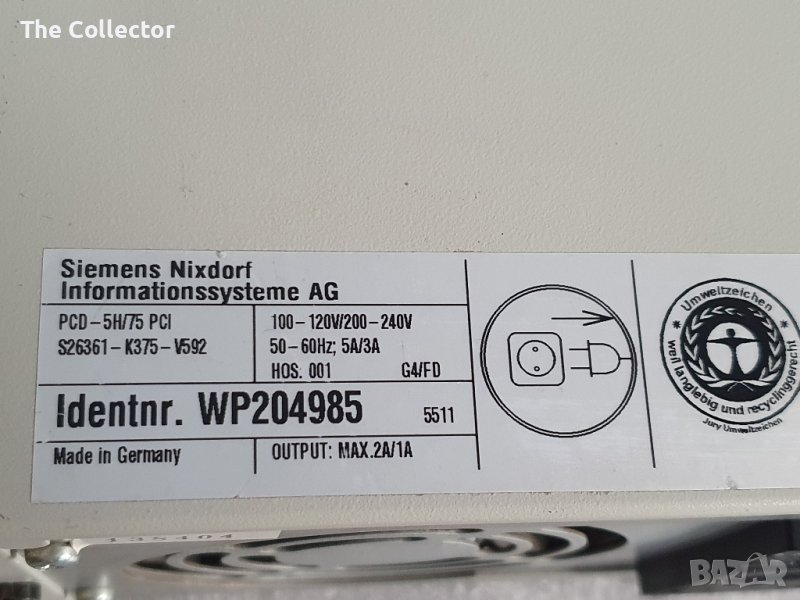 The Collector
Siemens Nixdorf
Informationssysteme AG
PCD-5H/75 PCI
S26361-K375-V592
100-120V/200-240V
50-60Hz; 5A/3A
HOS. 001 G4/FD
Identnr. WP204985 5511
Made in Germany
OUTPUT: MAX.2A/1A
Umweltzeichen
weil langlebig und recyclinggerecht
Jury Umweltzeichen
135404
BAZAR